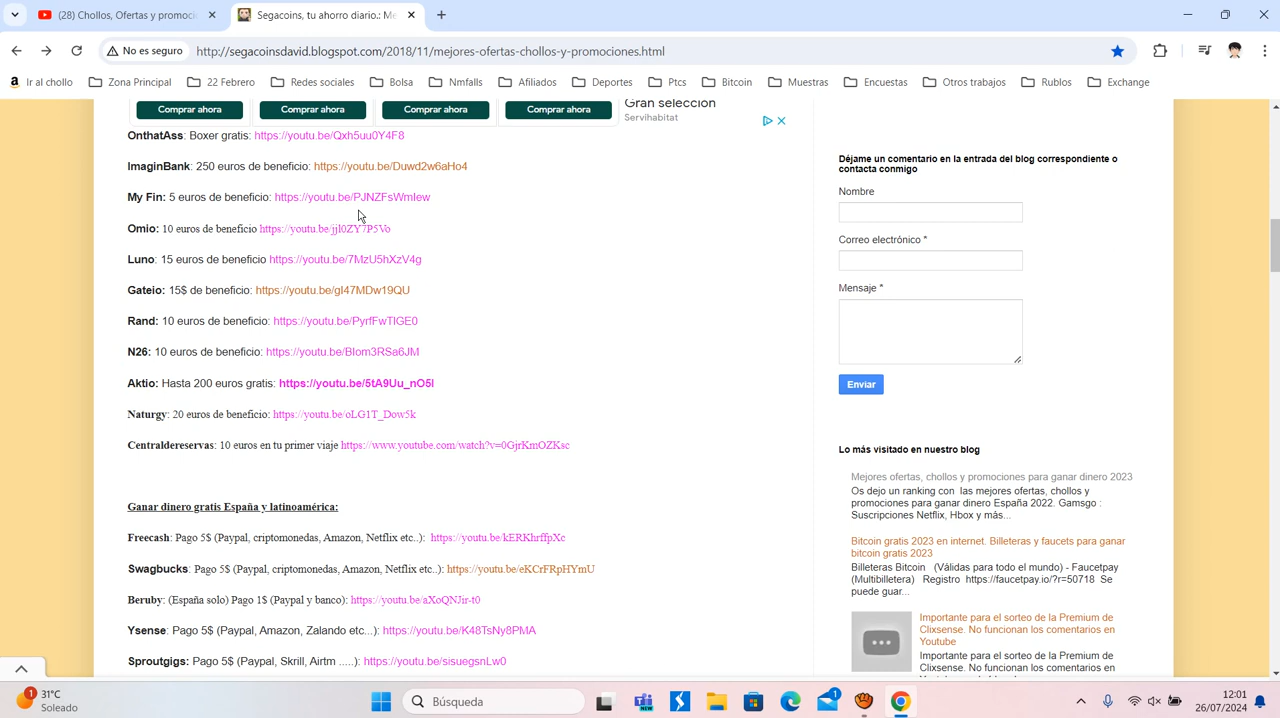 (28) Chollos, Ofertas y promoci
Segacoins, tu ahorro diario.: Me
No es seguro
http://segacoinsdavid.blogspot.com/2018/11/mejores-ofertas-chollos-y-promociones.html
Ir al chollo
Zona Principal
22 Febrero
Redes sociales
Bolsa
Nmfalls
Afiliados
Deportes
Ptcs
Bitcoin
Muestras
Encuestas
Otros trabajos
Rublos
Exchange
Comprar ahora
Comprar ahora
Comprar ahora
Comprar ahora
Gran selección
Servihabitat
OnthatAss: Boxer gratis: https://youtu.be/Qxh5uu0Y4F8
ImaginBank: 250 euros de beneficio: https://youtu.be/Duwd2w6aHo4
My Fin: 5 euros de beneficio: https://youtu.be/PJNZFsWmIew
Omio: 10 euros de beneficio https://youtu.be/jjl0ZY7P5Vo
Luno: 15 euros de beneficio https://youtu.be/7MzU5hXzV4g
Gateio: 15$ de beneficio: https://youtu.be/gI47MDw19QU
Rand: 10 euros de beneficio: https://youtu.be/PyrfFwTlGE0
N26: 10 euros de beneficio: https://youtu.be/BIom3RSa6JM
Aktio: Hasta 200 euros gratis: https://youtu.be/5tA9Uu_nO5I
Naturgy: 20 euros de beneficio: https://youtu.be/oLG1T_Dow5k
Centraldereservas: 10 euros en tu primer viaje https://www.youtube.com/watch?v=0GjrKmOZKsc
Ganar dinero gratis España y latinoamérica:
Freecash: Pago 5$ (Paypal, criptomonedas, Amazon, Netflix etc..):  https://youtu.be/kERKhrffpXc
Swagbucks: Pago 5$ (Paypal, criptomonedas, Amazon, Netflix etc..): https://youtu.be/eKCrFRpHYmU
Beruby: (España solo) Pago 1$ (Paypal y banco): https://youtu.be/aXoQNJir-t0
Ysense: Pago 5$ (Paypal, Amazon, Zalando etc...): https://youtu.be/K48TsNy8PMA
Sproutgigs: Pago 5$ (Paypal, Skrill, Airtm .....): https://youtu.be/sisuegsnLw0
Déjame un comentario en la entrada del blog correspondiente o
contacta conmigo
Nombre
Correo electrónico *
Mensaje *
Enviar
Lo más visitado en nuestro blog
Mejores ofertas, chollos y promociones para ganar dinero 2023
Os dejo un ranking con  las mejores ofertas, chollos y
promociones para ganar dinero España 2022. Gamsgo :
Suscripciones Netflix, Hbox y más...
Bitcoin gratis 2023 en internet. Billeteras y faucets para ganar
bitcoin gratis 2023
Billeteras Bitcoin   (Válidas para todo el mundo) - Faucetpay
(Multibilletera)   Registro  https://faucetpay.io/?r=50718  Se
puede guar...
Importante para el sorteo de la Premium de
Clixsense. No funcionan los comentarios en
Youtube
Importante para el sorteo de la Premium de
Clixsense. No funcionan los comentarios en
31°C
Soleado
1
Búsqueda
NEW
1
12:01
26/07/2024